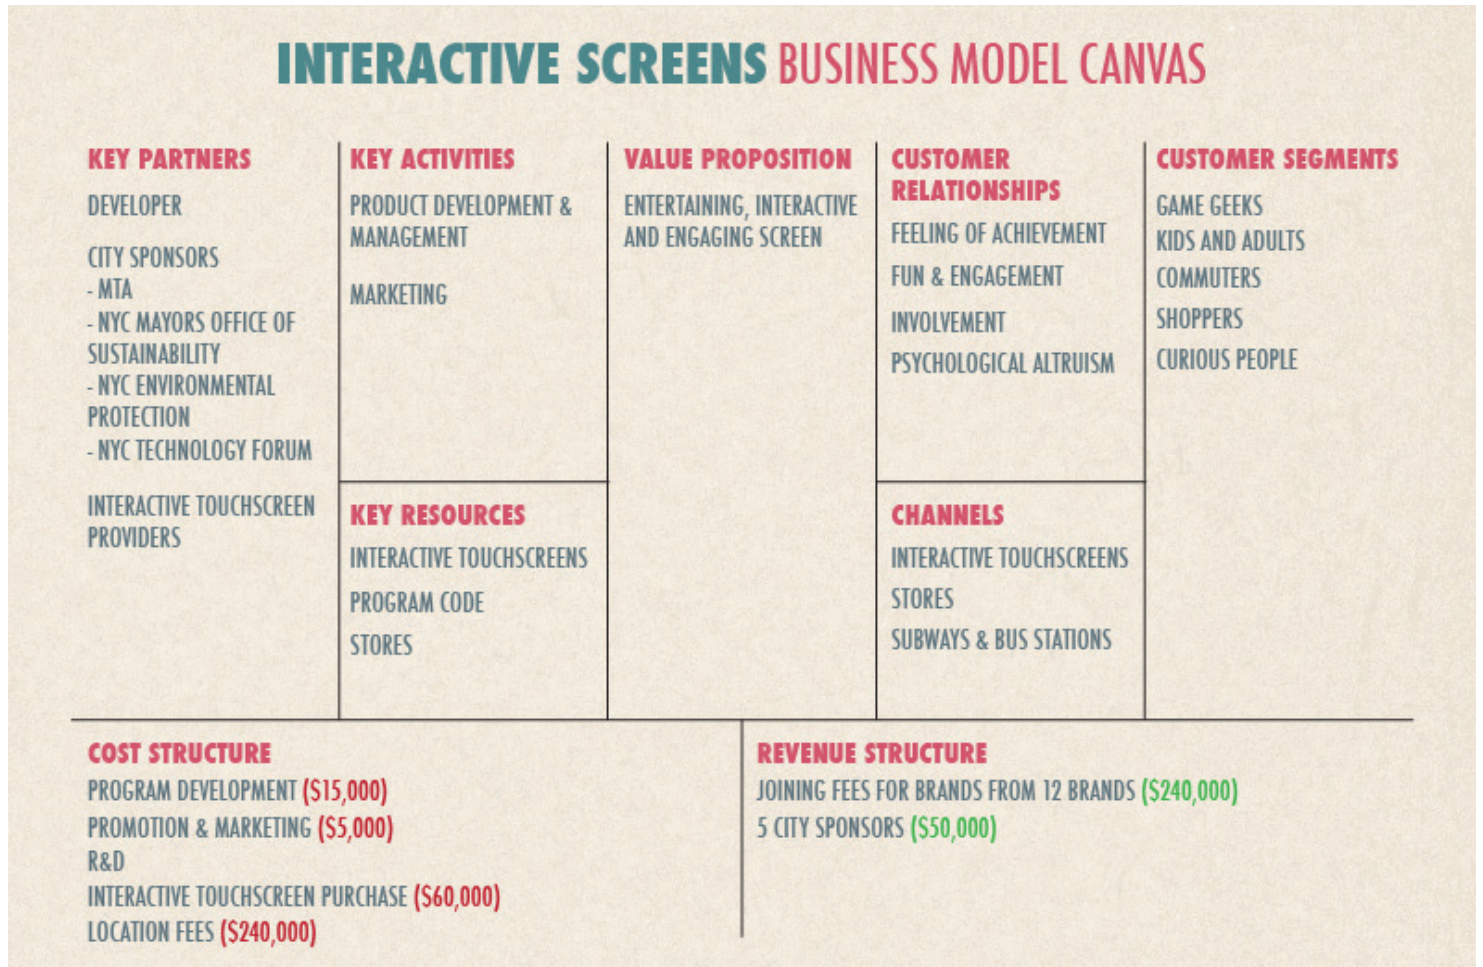 INTERACTIVE SCREENS BUSINESS MODEL CANVAS
KEY PARTNERS
DEVELOPER
CITY SPONSORS
- MTA
- NYC MAYORS OFFICE OF
SUSTAINABILITY
- NYC ENVIRONMENTAL
PROTECTION
- NYC TECHNOLOGY FORUM
INTERACTIVE TOUCHSCREEN
PROVIDERS
KEY ACTIVITIES
PRODUCT DEVELOPMENT &
MANAGEMENT
MARKETING
KEY RESOURCES
INTERACTIVE TOUCHSCREENS
PROGRAM CODE
STORES
VALUE PROPOSITION
ENTERTAINING, INTERACTIVE
AND ENGAGING SCREEN
CUSTOMER
RELATIONSHIPS
FEELING OF ACHIEVEMENT
FUN & ENGAGEMENT
INVOLVEMENT
PSYCHOLOGICAL ALTRUISM
CHANNELS
INTERACTIVE TOUCHSCREENS
STORES
SUBWAYS & BUS STATIONS
CUSTOMER SEGMENTS
GAME GEEKS
KIDS AND ADULTS
COMMUTERS
SHOPPERS
CURIOUS PEOPLE
COST STRUCTURE
PROGRAM DEVELOPMENT ($15,000)
PROMOTION & MARKETING ($5,000)
R&D
INTERACTIVE TOUCHSCREEN PURCHASE ($60,000)
LOCATION FEES ($240,000)
REVENUE STRUCTURE
JOINING FEES FOR BRANDS FROM 12 BRANDS ($240,000)
5 CITY SPONSORS ($50,000)